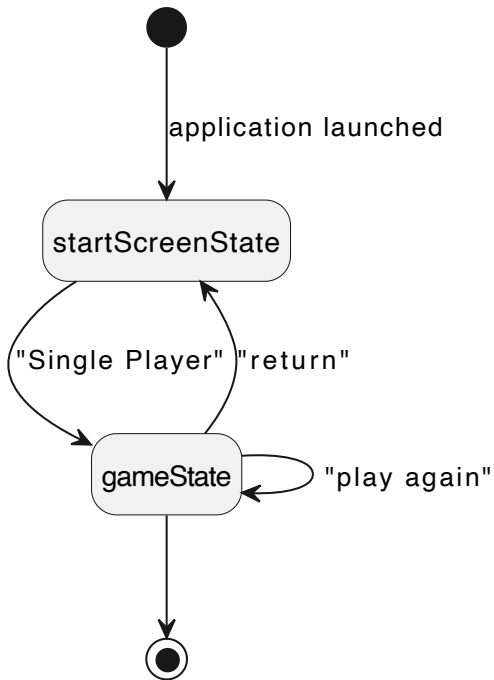 application launched
startScreenState
"Single Player"
"return"
gameState
"play again"